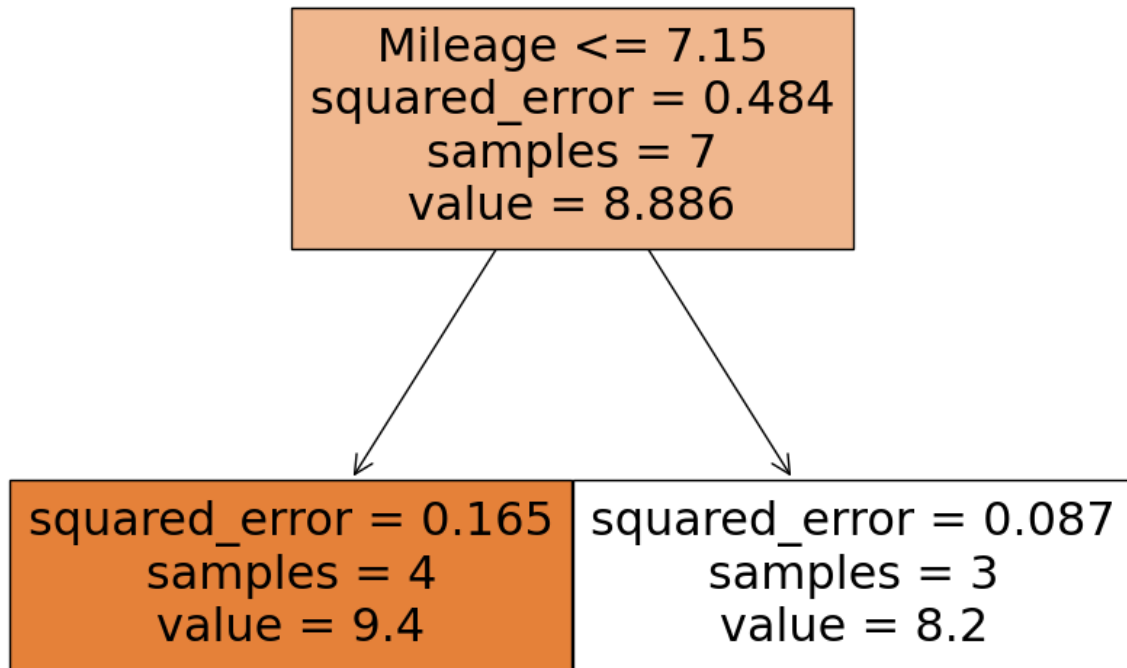 Mileage <= 7.15
squared_error = 0.484
samples = 7
value = 8.886
squared_error = 0.165
samples = 4
value = 9.4
squared_error = 0.087
samples = 3
value = 8.2